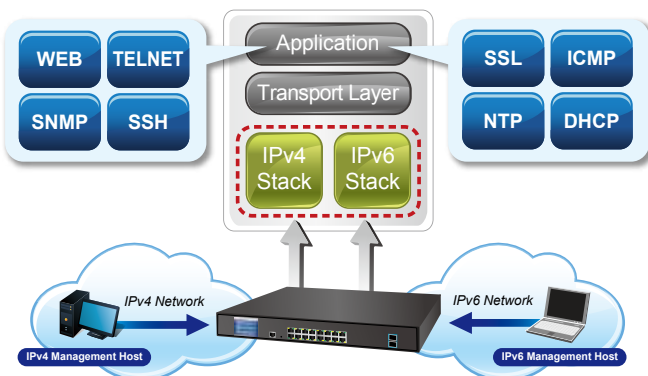 WEB
TELNET
SNMP
SSH
Application
Transport Layer
IPv4
Stack
IPv6
Stack
SSL
ICMP
NTP
DHCP
IPv4 Network
IPv4 Management Host
IPv6 Network
IPv6 Management Host